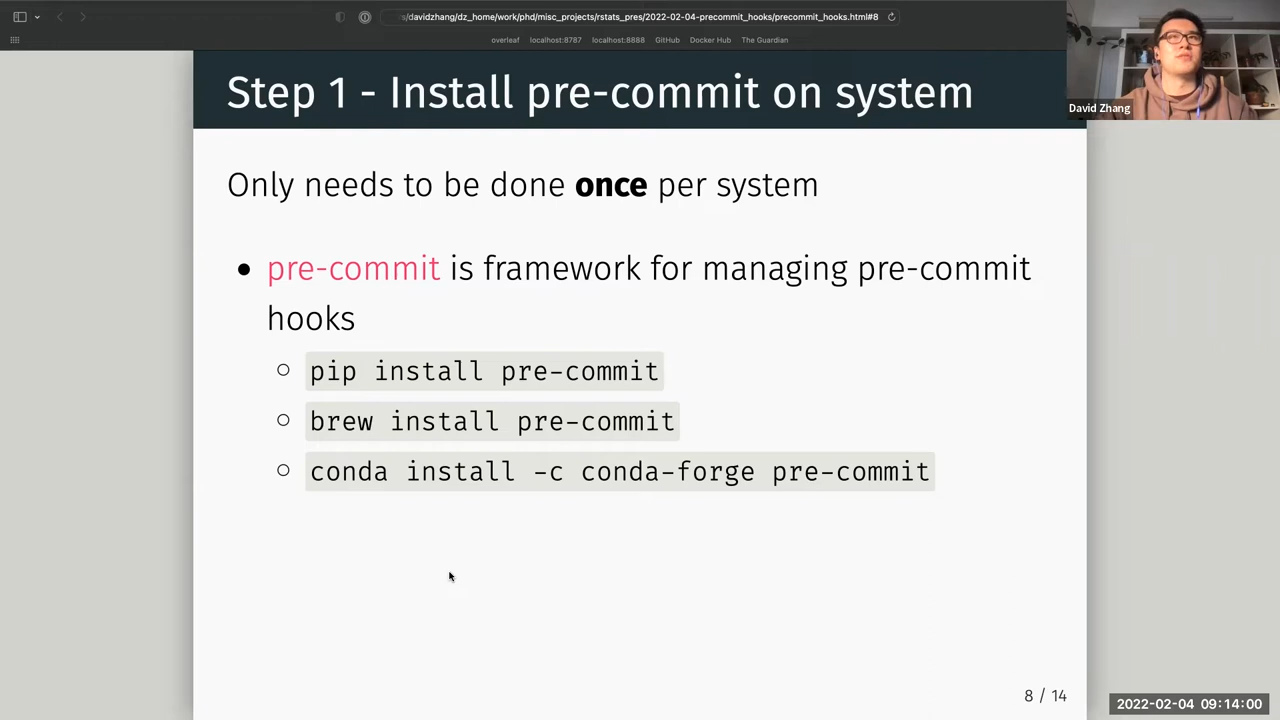 s/davidzhang/dz_home/work/phd/misc_projects/rstats_pres/2022-02-04-precommit_hooks/precommit_hooks.html#8
overleaf localhost:8787 localhost:8888 GitHub Docker Hub The Guardian
David Zhang
Step 1 - Install pre-commit on system
Only needs to be done once per system
• pre-commit is framework for managing pre-commit
hooks
○ pip install pre-commit
○ brew install pre-commit
○ conda install -c conda-forge pre-commit
8 / 14
2022-02-04 09:14:00